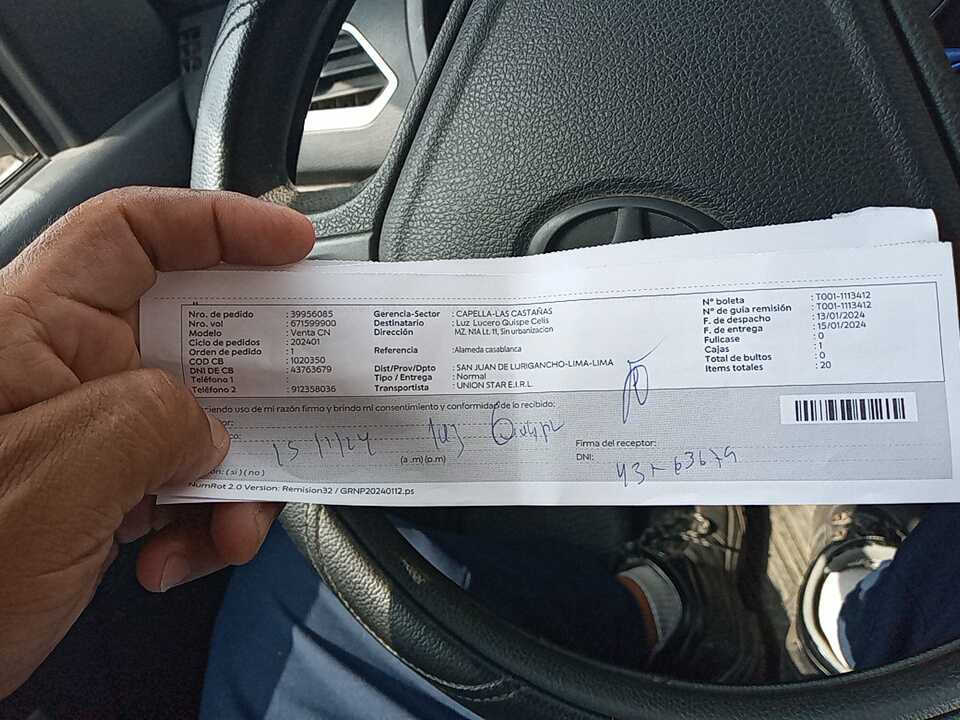 Nro. de pedido : 39956085
Nro. vol : 671599900
Modelo : Venta CN
Ciclo de pedidos : 202401
Orden de pedido : 1
COD CB : 1020350
DNI DE CB : 43763679
Teléfono 1 :
Teléfono 2 : 912358036
Gerencia-Sector : CAPELLA-LAS CASTAÑAS
Destinatario : Luz Lucero Quispe Celis
Dirección MZ. N1A Lt. 11, Sin urbanizacion
Referencia : Alameda casablanca
Dist/Prov/Dpto : SAN JUAN DE LURIGANCHO-LIMA-LIMA
Tipo / Entrega : Normal
Transportista : UNION STAR E.I.R.L.
Nº boleta : T001-1113412
Nº de guía remisión : T001-1113412
F. de despacho : 13/01/2024
F. de entrega : 15/01/2024
Fullcase : 0
Cajas : 1
Total de bultos : 0
Items totales : 20
ciendo uso de mi razón firmo y brindo mi consentimiento y conformidad de lo recibido:
15/1/24 Luz Quispe
(a .m) (p.m)
Firma del receptor:
DNI: 43763679
ón: ( si ) ( no )
NumRot 2.0 Version: Remision32 / GRNP20240112.ps